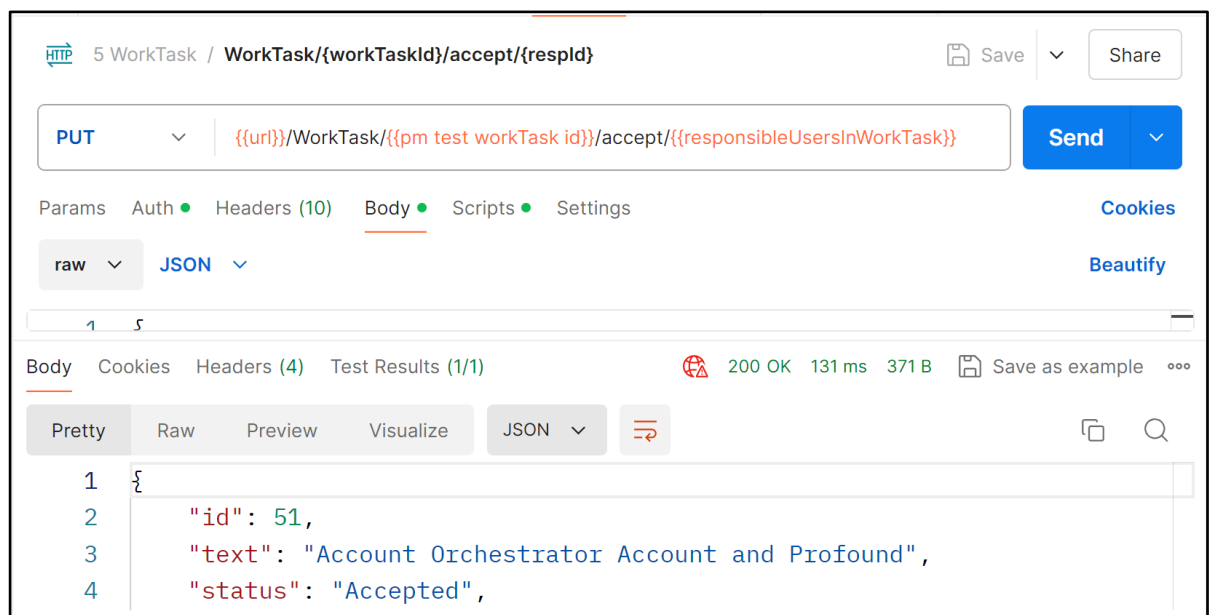 HTTP 5 WorkTask / WorkTask/{workTaskId}/accept/{respId} Save Share
PUT {{url}}/WorkTask/{{pm test workTask id}}/accept/{{responsibleUsersInWorkTask}} Send
Params Auth Headers (10) Body Scripts Settings Cookies
raw JSON Beautify
1 {
Body Cookies Headers (4) Test Results (1/1) 200 OK 131 ms 371 B Save as example
Pretty Raw Preview Visualize JSON
1 {
2 "id": 51,
3 "text": "Account Orchestrator Account and Profound",
4 "status": "Accepted",